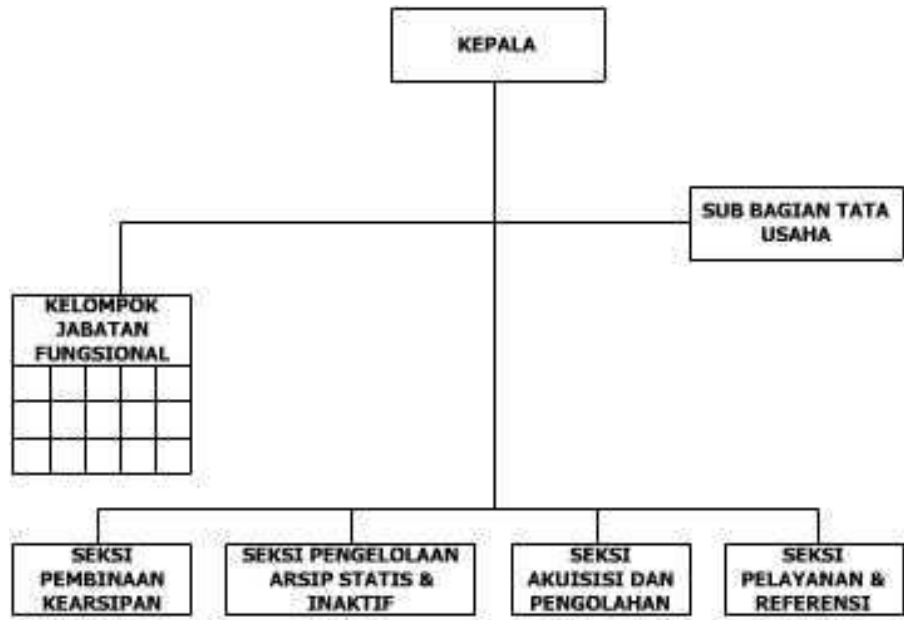 KEPALA
SUB BAGIAN TATA
USAHA
KELOMPOK
JABATAN
FUNGSIONAL
SEKSI
PEMBINAAN
KEARSIPAN
SEKSI PENGELOLAAN
ARSIP STATIS &
INAKTIF
SEKSI
AKUISISI DAN
PENGOLAHAN
SEKSI
PELAYANAN &
REFERENSI